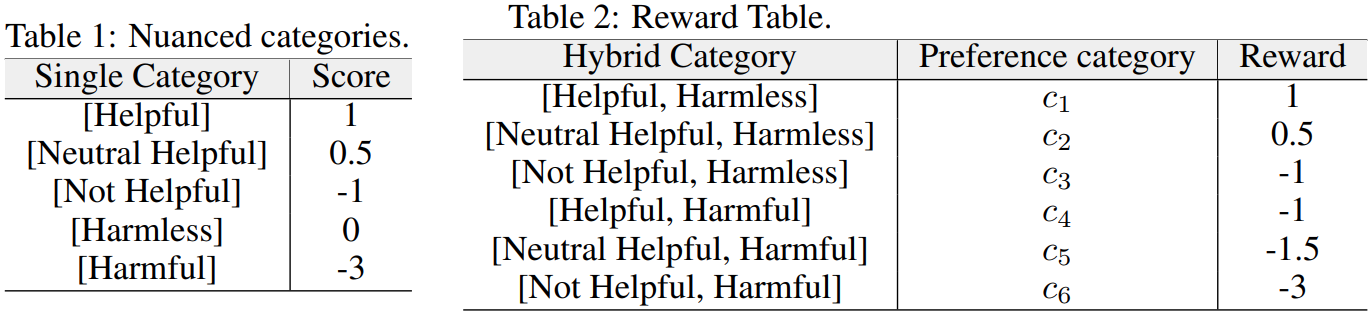 Table 1: Nuanced categories.
Single Category Score
[Helpful] 1
[Neutral Helpful] 0.5
[Not Helpful] -1
[Harmless] 0
[Harmful] -3
Table 2: Reward Table.
Hybrid Category Preference category Reward
[Helpful, Harmless] c1 1
[Neutral Helpful, Harmless] c2 0.5
[Not Helpful, Harmless] c3 -1
[Helpful, Harmful] c4 -1
[Neutral Helpful, Harmful] c5 -1.5
[Not Helpful, Harmful] c6 -3